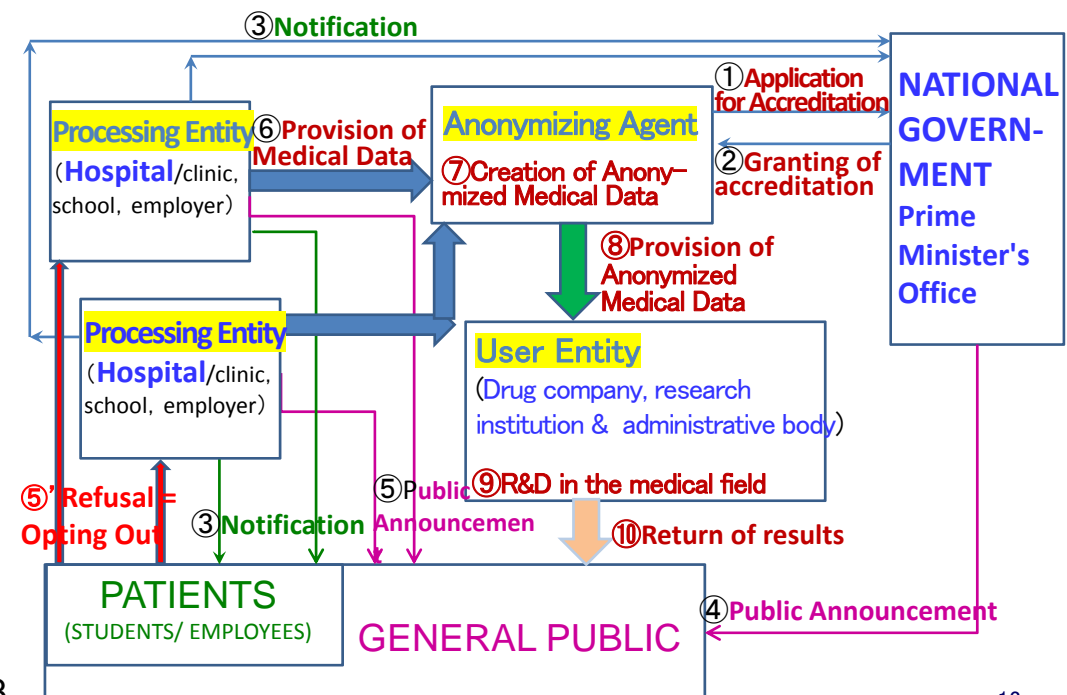 ③Notification
①Application
for Accreditation
NATIONAL
GOVERN-
MENT
Prime
Minister's
Office
Processing Entity
(Hospital/clinic,
school, employer)
⑥Provision of
Medical Data
Anonymizing Agent
⑦Creation of Anony-
mized Medical Data
②Granting of
accreditation
⑧Provision of
Anonymized
Medical Data
Processing Entity
(Hospital/clinic,
school, employer)
User Entity
(Drug company, research
institution & administrative body)
⑨R&D in the medical field
⑤'Refusal =
Opting Out
③Notification
⑤Public
Announcemen
⑩Return of results
PATIENTS
(STUDENTS/ EMPLOYEES)
GENERAL PUBLIC
④Public Announcement